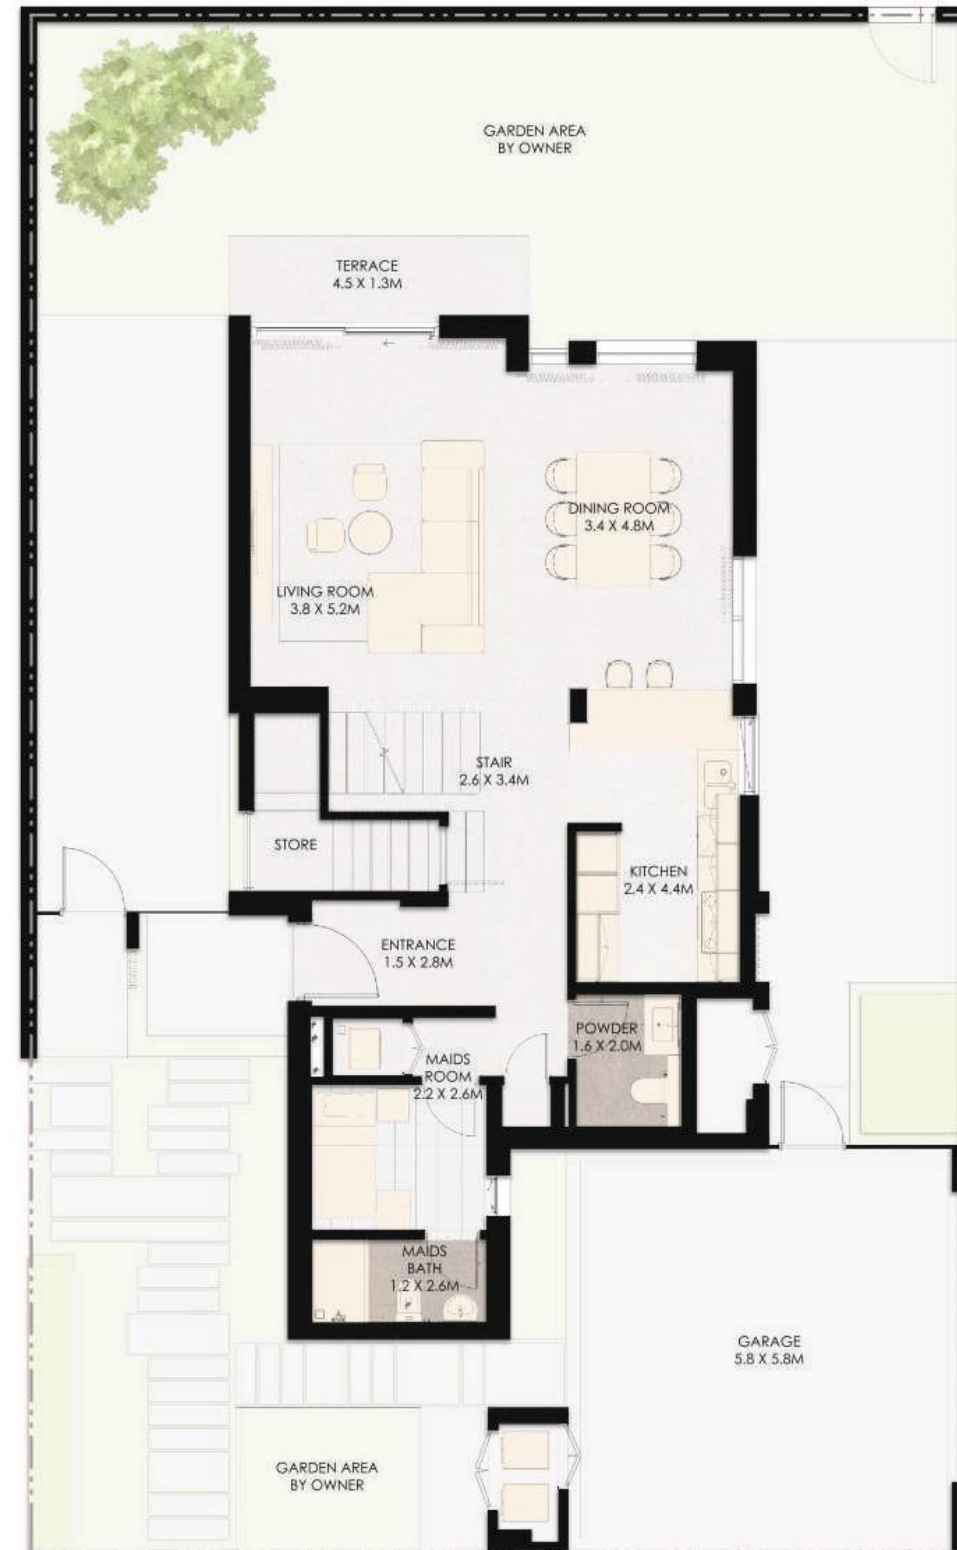 GARDEN AREA
BY OWNER
TERRACE
4.5 X 1.3M
DINING ROOM
3.4 X 4.8M
LIVING ROOM
3.8 X 5.2M
STAIR
2.6 X 3.4M
STORE
KITCHEN
2.4 X 4.4M
ENTRANCE
1.5 X 2.8M
POWDER
1.6 X 2.0M
MAIDS
ROOM
2.2 X 2.6M
MAIDS
BATH
1.2 X 2.6M
GARAGE
5.8 X 5.8M
GARDEN AREA
BY OWNER